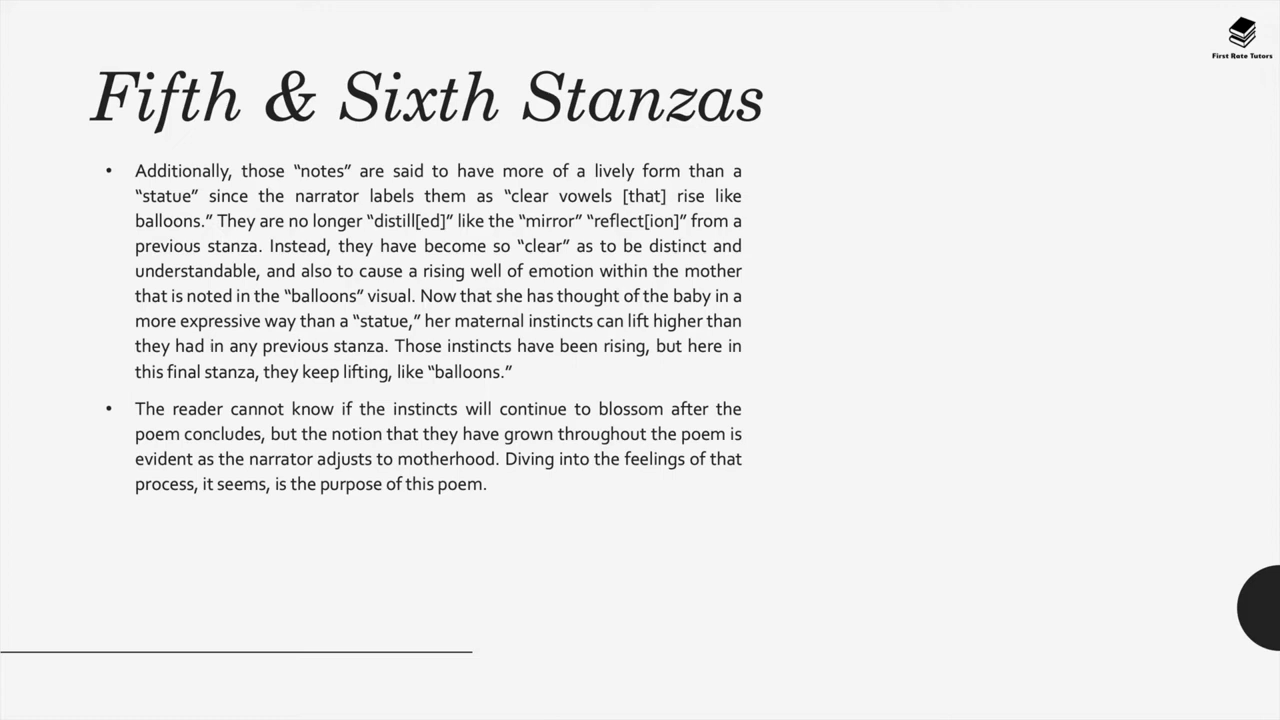 First Rate Tutors
Fifth & Sixth Stanzas
• Additionally, those “notes” are said to have more of a lively form than a
“statue” since the narrator labels them as “clear vowels [that] rise like
balloons.” They are no longer “distill[ed]” like the “mirror” “reflect[ion]” from a
previous stanza. Instead, they have become so “clear” as to be distinct and
understandable, and also to cause a rising well of emotion within the mother
that is noted in the “balloons” visual. Now that she has thought of the baby in a
more expressive way than a “statue,” her maternal instincts can lift higher than
they had in any previous stanza. Those instincts have been rising, but here in
this final stanza, they keep lifting, like “balloons.”
• The reader cannot know if the instincts will continue to blossom after the
poem concludes, but the notion that they have grown throughout the poem is
evident as the narrator adjusts to motherhood. Diving into the feelings of that
process, it seems, is the purpose of this poem.